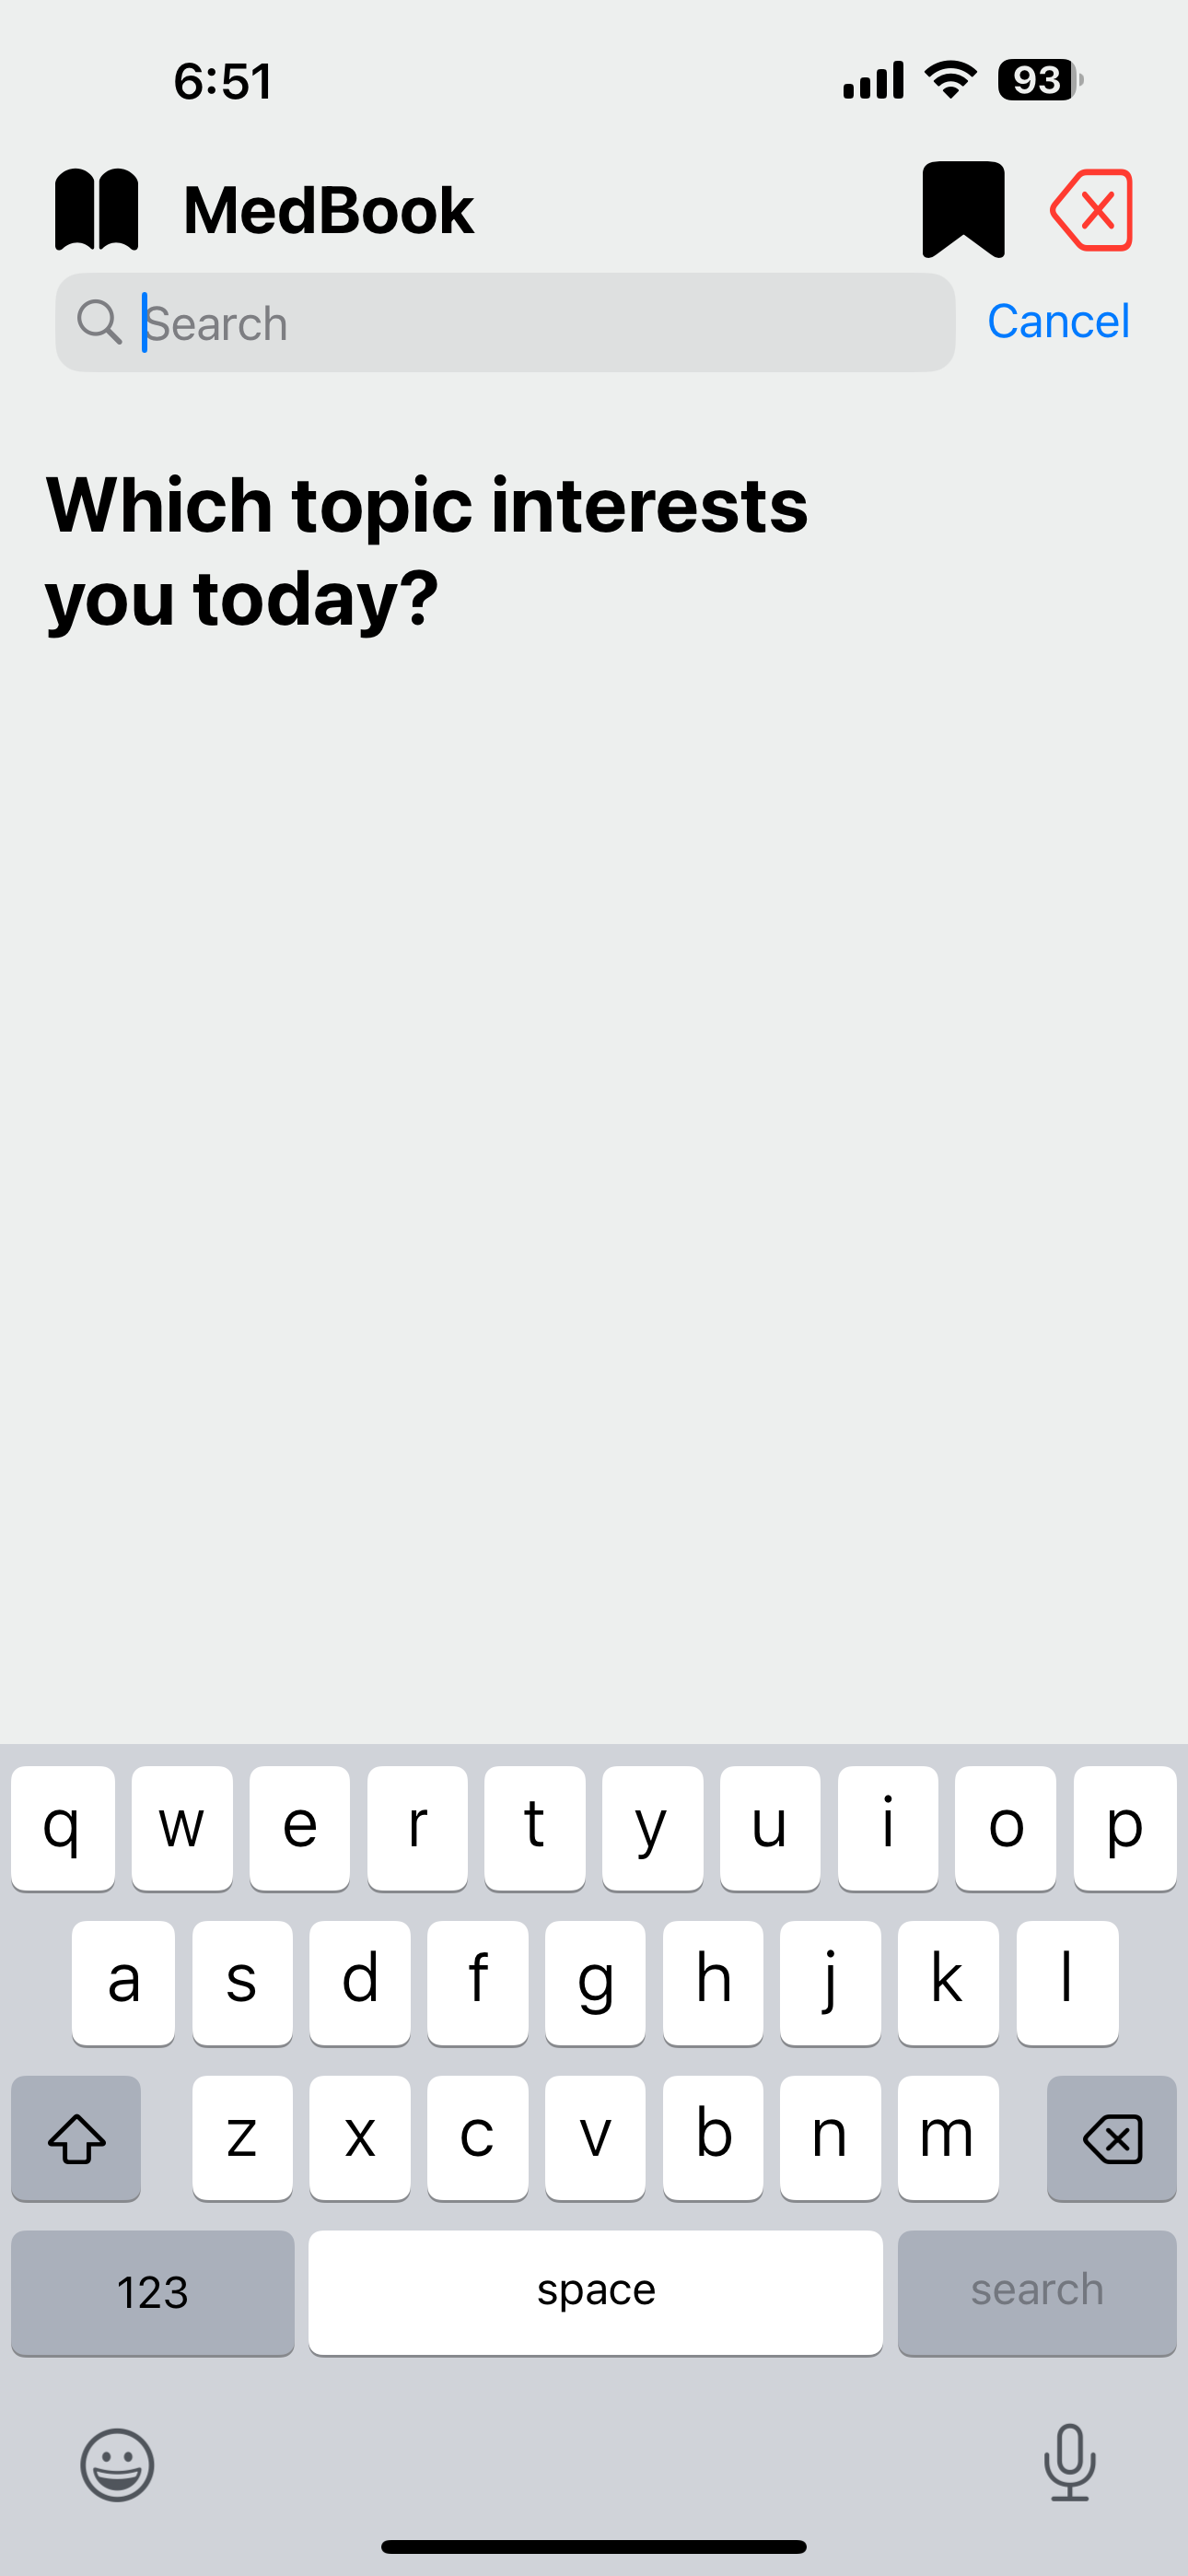 6:51
93
MedBook
Search
Cancel
Which topic interests
you today?
q w e r t y u i o p
a s d f g h j k l
z x c v b n m
123 space search